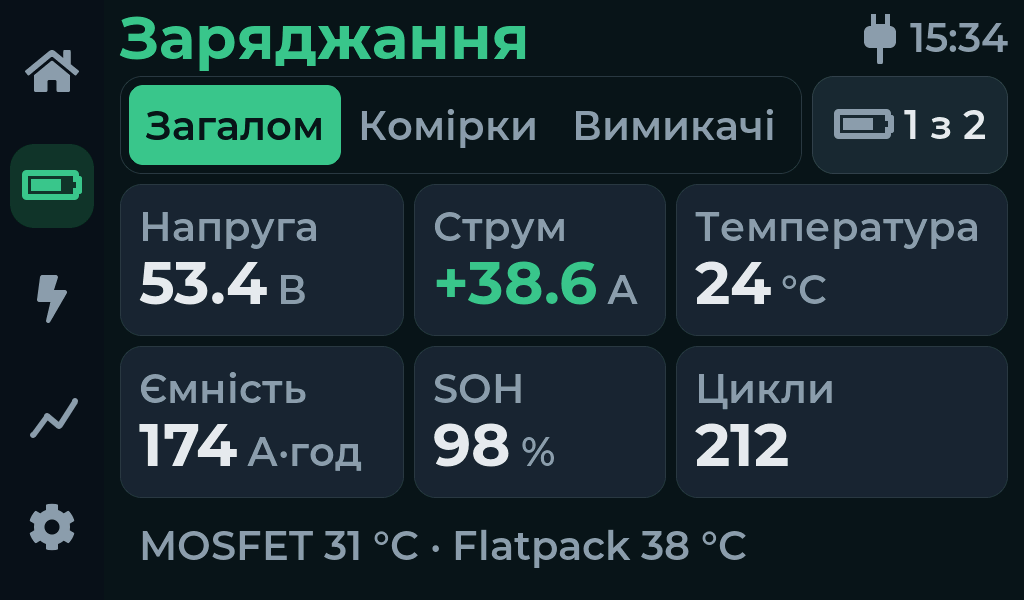 Заряджання 15:34
Загалом Комірки Вимикачі 1 з 2
Напруга Струм Температура
53.4 В +38.6 А 24 °C
Ємність SOH Цикли
174 А·год 98 % 212
MOSFET 31 °C · Flatpack 38 °C